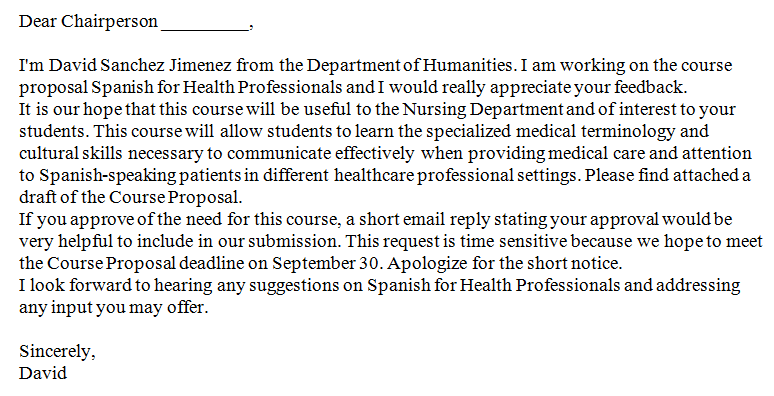 Dear Chairperson __________,
I'm David Sanchez Jimenez from the Department of Humanities. I am working on the course
proposal Spanish for Health Professionals and I would really appreciate your feedback.
It is our hope that this course will be useful to the Nursing Department and of interest to your
students. This course will allow students to learn the specialized medical terminology and
cultural skills necessary to communicate effectively when providing medical care and attention
to Spanish-speaking patients in different healthcare professional settings. Please find attached a
draft of the Course Proposal.
If you approve of the need for this course, a short email reply stating your approval would be
very helpful to include in our submission. This request is time sensitive because we hope to meet
the Course Proposal deadline on September 30. Apologize for the short notice.
I look forward to hearing any suggestions on Spanish for Health Professionals and addressing
any input you may offer.
Sincerely,
David